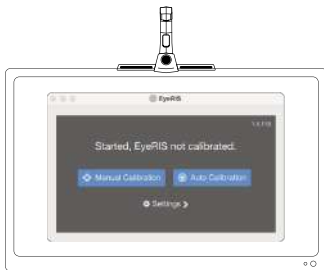 EyeRIS
Started, EyeRIS not calibrated.
Manual Calibration
Auto Calibration
Settings